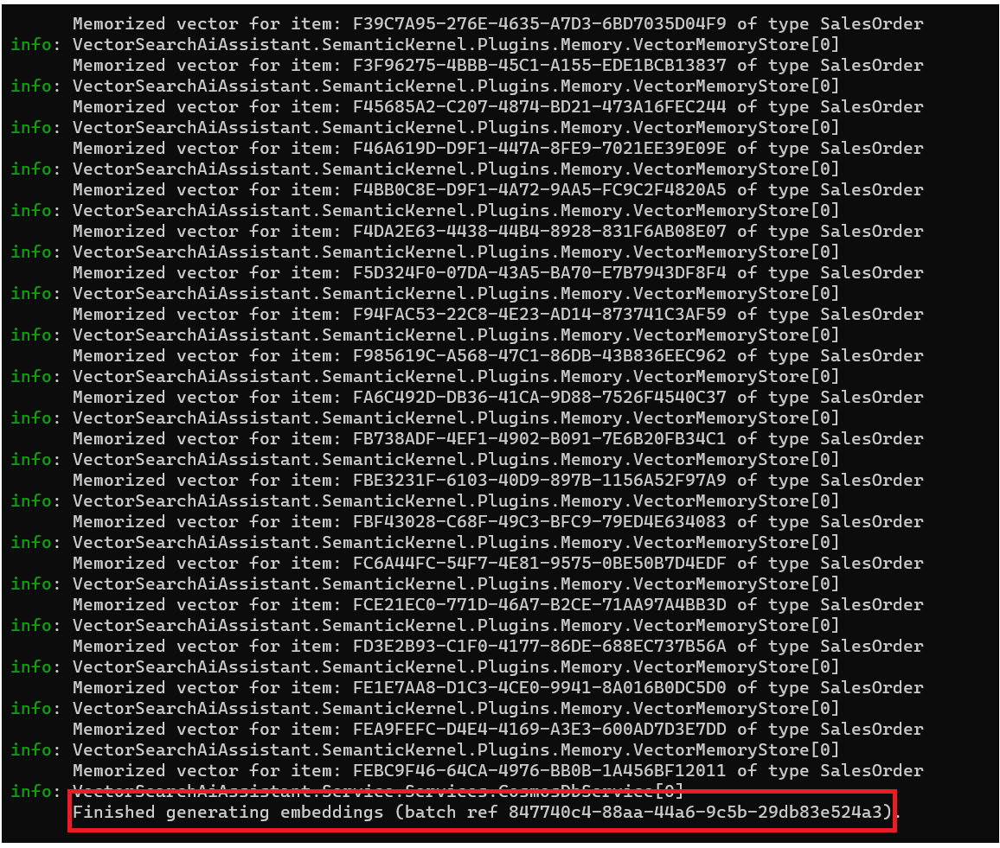 Memorized vector for item: F39C7A95-276E-4635-A7D3-6BD7035D04F9 of type SalesOrder
info: VectorSearchAiAssistant.SemanticKernel.Plugins.Memory.VectorMemoryStore[0]
Memorized vector for item: F3F96275-4BBB-45C1-A155-EDE1BCB13837 of type SalesOrder
info: VectorSearchAiAssistant.SemanticKernel.Plugins.Memory.VectorMemoryStore[0]
Memorized vector for item: F45685A2-C207-4874-BD21-473A16FEC244 of type SalesOrder
info: VectorSearchAiAssistant.SemanticKernel.Plugins.Memory.VectorMemoryStore[0]
Memorized vector for item: F46A619D-D9F1-447A-8FE9-7021EE39E09E of type SalesOrder
info: VectorSearchAiAssistant.SemanticKernel.Plugins.Memory.VectorMemoryStore[0]
Memorized vector for item: F4BB0C8E-D9F1-4A72-9AA5-FC9C2F4820A5 of type SalesOrder
info: VectorSearchAiAssistant.SemanticKernel.Plugins.Memory.VectorMemoryStore[0]
Memorized vector for item: F4DA2E63-4438-44B4-8928-831F6AB08E07 of type SalesOrder
info: VectorSearchAiAssistant.SemanticKernel.Plugins.Memory.VectorMemoryStore[0]
Memorized vector for item: F5D324F0-07DA-43A5-BA70-E7B7943DF8F4 of type SalesOrder
info: VectorSearchAiAssistant.SemanticKernel.Plugins.Memory.VectorMemoryStore[0]
Memorized vector for item: F94FAC53-22C8-4E23-AD14-873741C3AF59 of type SalesOrder
info: VectorSearchAiAssistant.SemanticKernel.Plugins.Memory.VectorMemoryStore[0]
Memorized vector for item: F985619C-A568-47C1-86DB-43B836EEC962 of type SalesOrder
info: VectorSearchAiAssistant.SemanticKernel.Plugins.Memory.VectorMemoryStore[0]
Memorized vector for item: FA6C492D-DB36-41CA-9D88-7526F4540C37 of type SalesOrder
info: VectorSearchAiAssistant.SemanticKernel.Plugins.Memory.VectorMemoryStore[0]
Memorized vector for item: FB738ADF-4EF1-4902-B091-7E6B20FB34C1 of type SalesOrder
info: VectorSearchAiAssistant.SemanticKernel.Plugins.Memory.VectorMemoryStore[0]
Memorized vector for item: FBE3231F-6103-40D9-897B-1156A52F97A9 of type SalesOrder
info: VectorSearchAiAssistant.SemanticKernel.Plugins.Memory.VectorMemoryStore[0]
Memorized vector for item: FBF43028-C68F-49C3-BFC9-79ED4E634083 of type SalesOrder
info: VectorSearchAiAssistant.SemanticKernel.Plugins.Memory.VectorMemoryStore[0]
Memorized vector for item: FC6A44FC-54F7-4E81-9575-0BE50B7D4EDF of type SalesOrder
info: VectorSearchAiAssistant.SemanticKernel.Plugins.Memory.VectorMemoryStore[0]
Memorized vector for item: FCE21EC0-771D-46A7-B2CE-71AA97A4BB3D of type SalesOrder
info: VectorSearchAiAssistant.SemanticKernel.Plugins.Memory.VectorMemoryStore[0]
Memorized vector for item: FD3E2B93-C1F0-4177-86DE-688EC737B56A of type SalesOrder
info: VectorSearchAiAssistant.SemanticKernel.Plugins.Memory.VectorMemoryStore[0]
Memorized vector for item: FE1E7AA8-D1C3-4CE0-9941-8A016B0DC5D0 of type SalesOrder
info: VectorSearchAiAssistant.SemanticKernel.Plugins.Memory.VectorMemoryStore[0]
Memorized vector for item: FEA9FEFC-D4E4-4169-A3E3-600AD7D3E7DD of type SalesOrder
info: VectorSearchAiAssistant.SemanticKernel.Plugins.Memory.VectorMemoryStore[0]
Memorized vector for item: FEBC9F46-64CA-4976-BB0B-1A456BF12011 of type SalesOrder
info: VectorSearchAiAssistant.Service.Services.CosmosDbService[0]
Finished generating embeddings (batch ref 847740c4-88aa-44a6-9c5b-29db83e524a3).